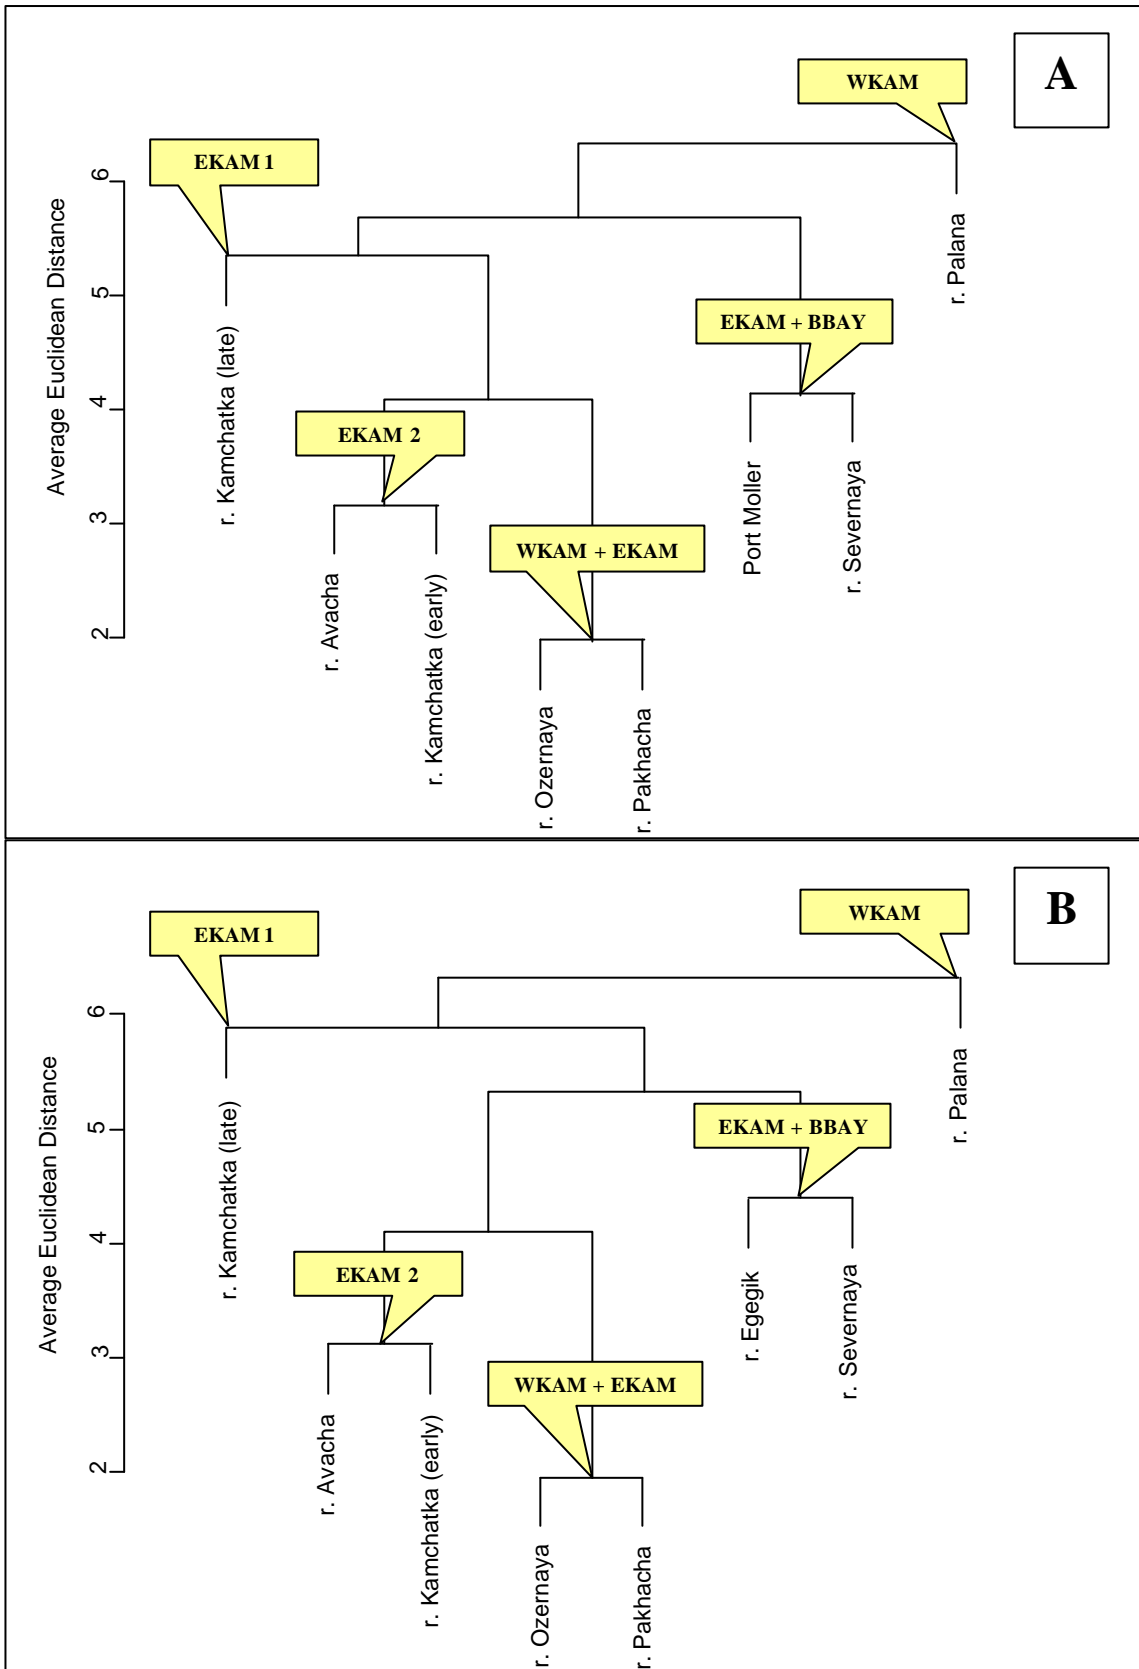 A
WKAM
EKAM 1
Average Euclidean Distance
6
5
4
3
2
r. Palana
EKAM + BBAY
r. Kamchatka (late)
EKAM 2
Port Moller
r. Severnaya
WKAM + EKAM
r. Avacha
r. Kamchatka (early)
r. Ozernaya
r. Pakhacha
B
WKAM
EKAM 1
Average Euclidean Distance
6
5
4
3
2
r. Palana
EKAM + BBAY
r. Kamchatka (late)
EKAM 2
r. Egegik
r. Severnaya
WKAM + EKAM
r. Avacha
r. Kamchatka (early)
r. Ozernaya
r. Pakhacha